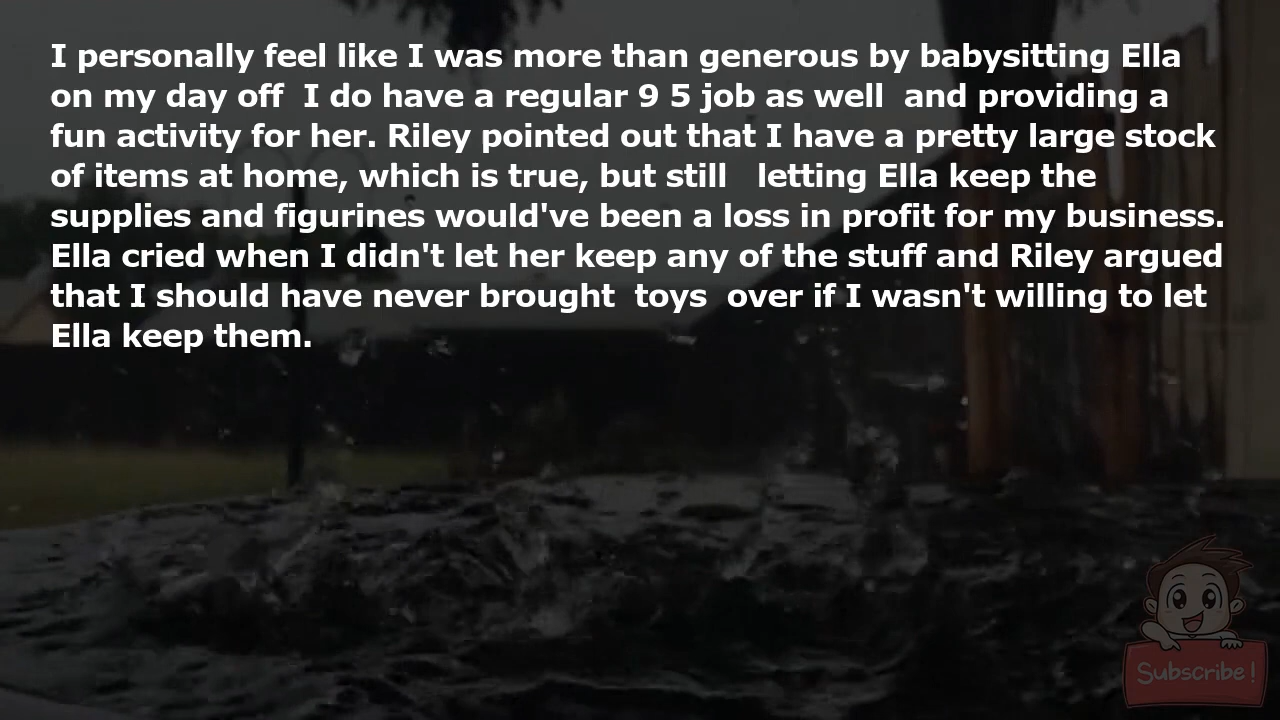 I personally feel like I was more than generous by babysitting Ella
on my day off  I do have a regular 9 5 job as well  and providing a
fun activity for her. Riley pointed out that I have a pretty large stock
of items at home, which is true, but still   letting Ella keep the
supplies and figurines would've been a loss in profit for my business.
Ella cried when I didn't let her keep any of the stuff and Riley argued
that I should have never brought  toys  over if I wasn't willing to let
Ella keep them.
Subscribe!